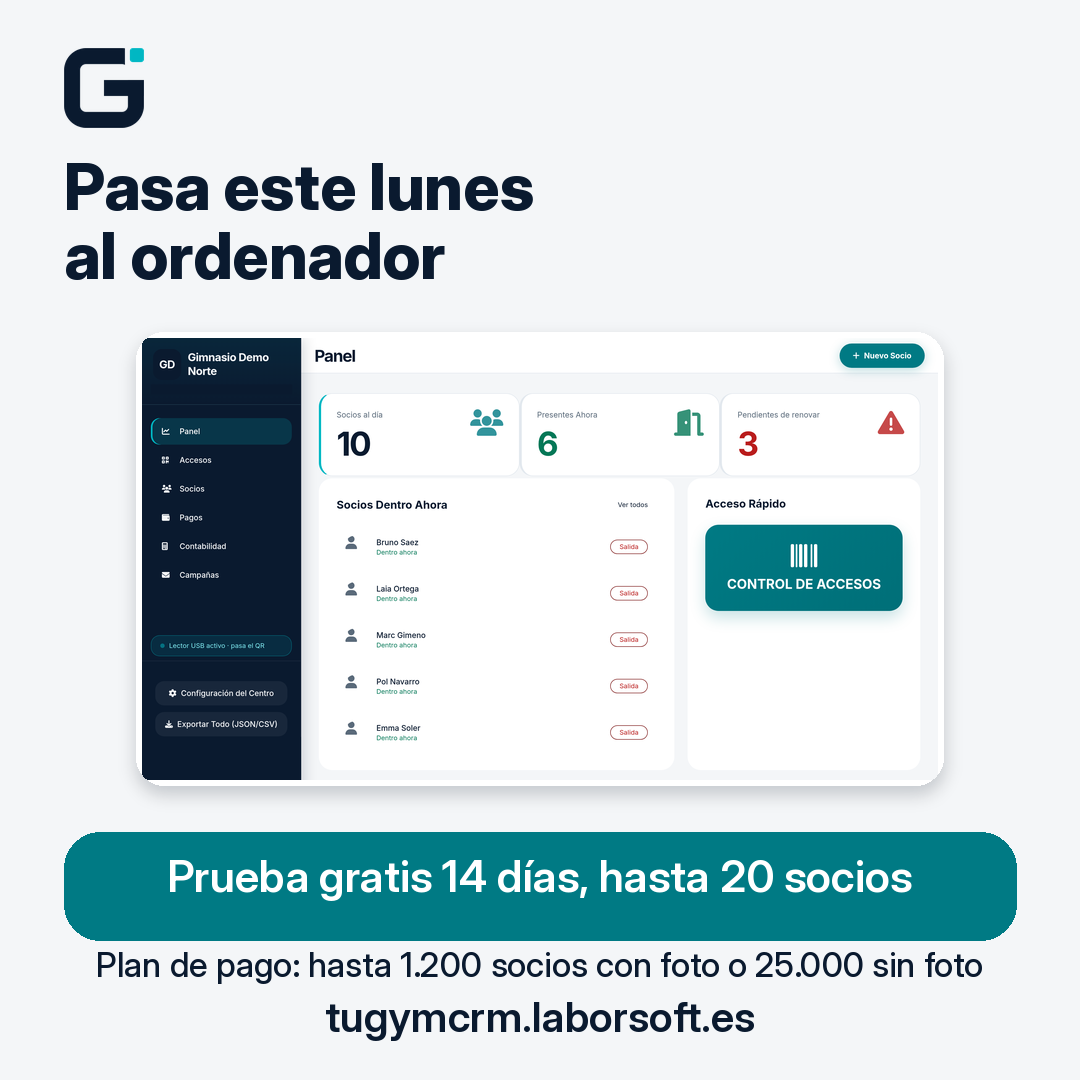 G
Pasa este lunes
al ordenador
GD
Gimnasio Demo
Norte
Panel
Accesos
Socios
Pagos
Contabilidad
Campañas
Lector USB activo · pasa el QR
Configuración del Centro
Exportar Todo (JSON/CSV)
Panel
+ Nuevo Socio
Socios al día
10
Presentes Ahora
6
Pendientes de renovar
3
Socios Dentro Ahora
Ver todos
Bruno Saez
Dentro ahora
Salida
Laia Ortega
Dentro ahora
Salida
Marc Gimeno
Dentro ahora
Salida
Pol Navarro
Dentro ahora
Salida
Emma Soler
Dentro ahora
Salida
Acceso Rápido
CONTROL DE ACCESOS
Prueba gratis 14 días, hasta 20 socios
Plan de pago: hasta 1.200 socios con foto o 25.000 sin foto
tugymcrm.laborsoft.es